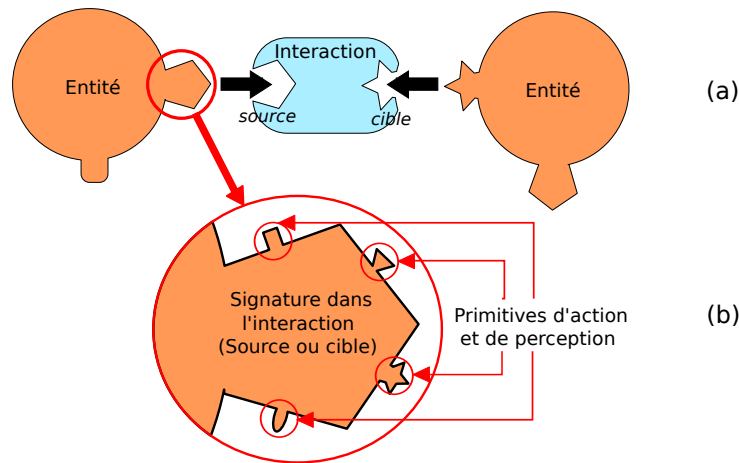 Interaction
Entité
Entité
(a)
source
cible
Signature dans
l'interaction
(Source ou cible)
Primitives d'action
et de perception
(b)